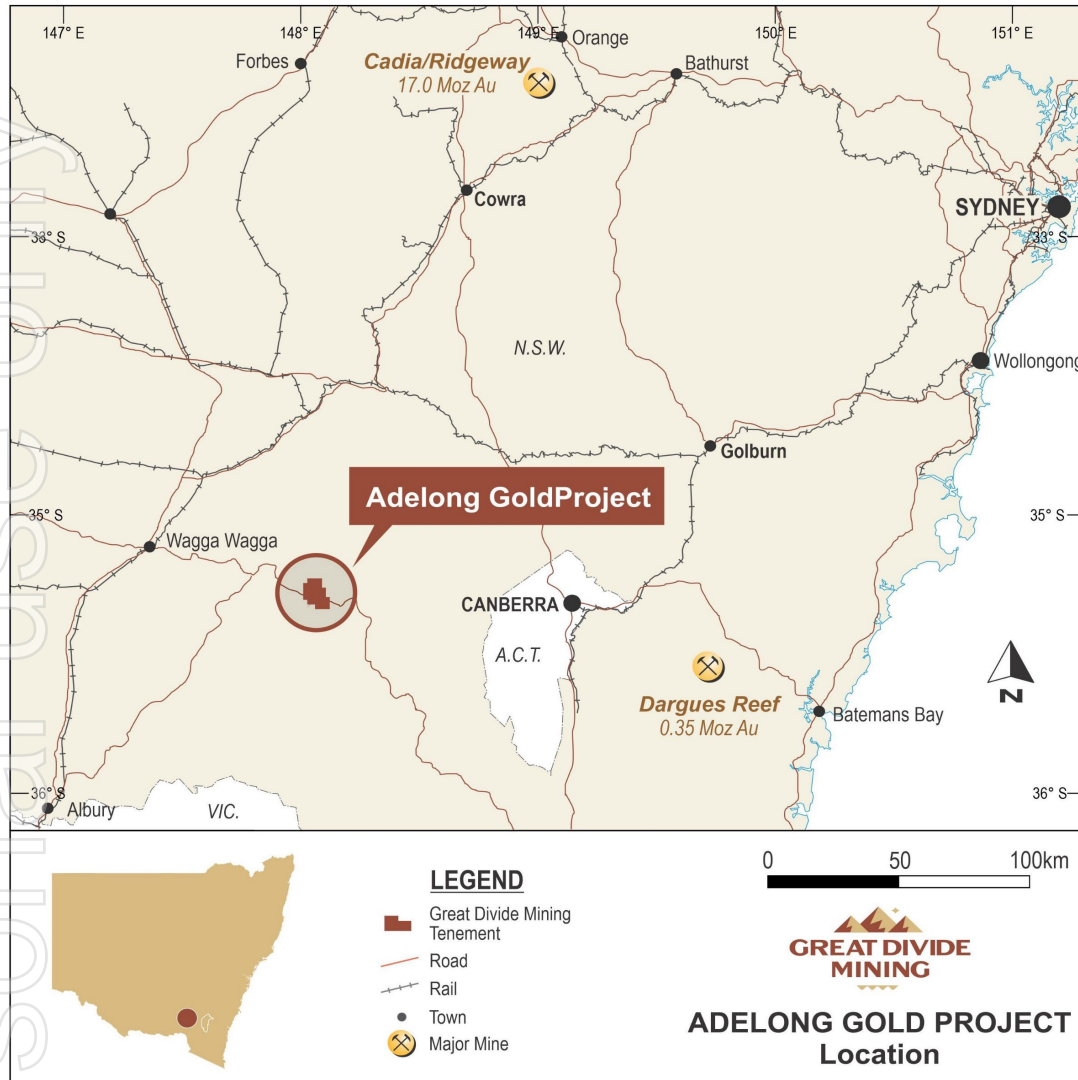 147° E
148° E
149° E
150° E
151° E
Orange
Forbes
Cadia/Ridgeway
17.0 Moz Au
Bathurst
Cowra
SYDNEY
33° S
33° S
N.S.W.
Wollongong
Golburn
Adelong GoldProject
35° S
35° S
Wagga Wagga
CANBERRA
A.C.T.
Dargues Reef
0.35 Moz Au
N
Batemans Bay
36° S
36° S
Albury
VIC.
LEGEND
Great Divide Mining
Tenement
Road
Rail
Town
Major Mine
0 50 100km
GREAT DIVIDE
MINING
ADELONG GOLD PROJECT
Location
sonal use only